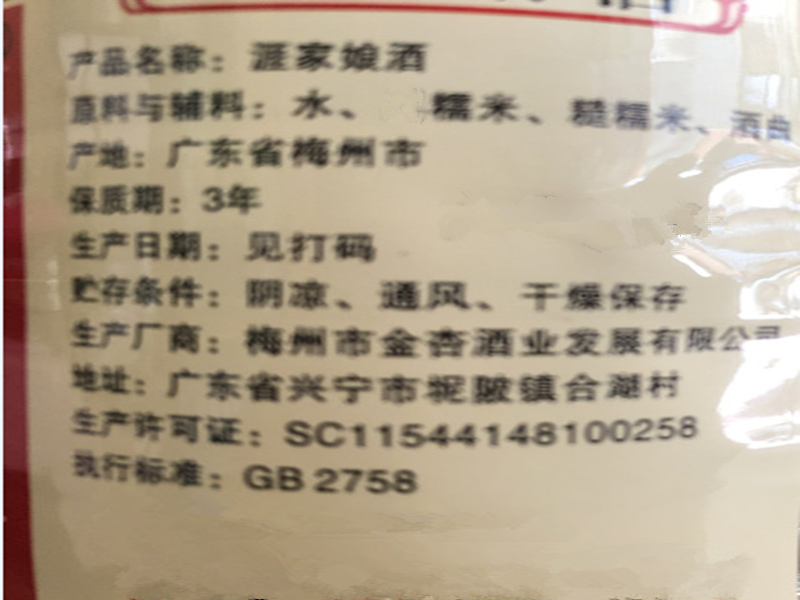 产品名称：涯家娘酒
原料与辅料：水、糯米、糙糯米、酒曲
产地：广东省梅州市
保质期：3年
生产日期：见打码
贮存条件：阴凉、通风、干燥保存
生产厂商：梅州市金杏酒业发展有限公司
地址：广东省兴宁市坭陂镇合湖村
生产许可证：SC11544148100258
执行标准：GB 2758